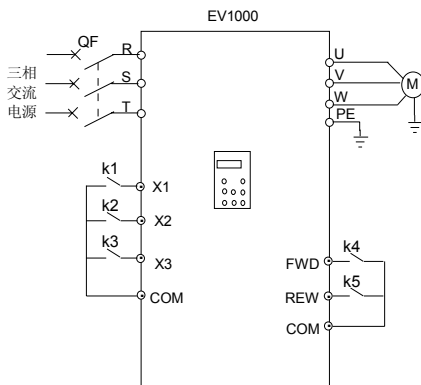 EV1000
QF
R
U
三相
S
V
M
交流
W
电源
T
PE
k1
X1
k2
X2
k3
X3
k4
FWD
k5
COM
REW
COM